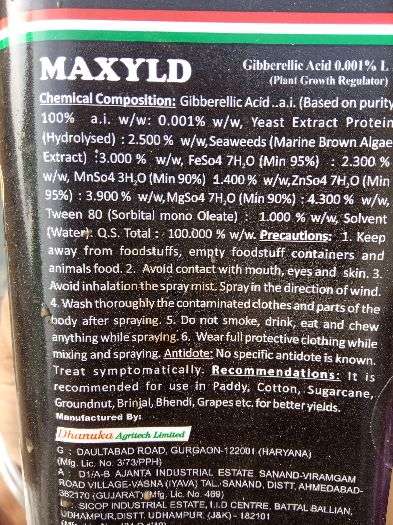 MAXYLD
Gibberellic Acid 0.001% L
(Plant Growth Regulator)
Chemical Composition: Gibberellic Acid ..a.i. (Based on purity
100% a.i. w/w: 0.001% w/w, Yeast Extract Protein
(Hydrolysed) : 2.500 % w/w, Seaweeds (Marine Brown Algae
Extract) : 3.000 % w/w, FeSo4 7H,O (Min 95%) : 2.300 %
w/w, MnSo4 3H,O (Min 90%) 1.400 % w/w,ZnSo4 7H,O (Min
95%) : 3.900 % w/w,MgSo4 7H,O (Min 90%) : 4.300 % w/w,
Tween 80 (Sorbital mono Oleate) : 1.000 % w/w, Solvent
(Water): Q.S. Total : 100.000 % w/w. Precautions: 1. Keep
away from foodstuffs, empty foodstuff containers and
animals food. 2. Avoid contact with mouth, eyes and skin. 3.
Avoid inhalation the spray mist. Spray in the direction of wind.
4. Wash thoroughly the contaminated clothes and parts of the
body after spraying. 5. Do not smoke, drink, eat and chew
anything while spraying. 6. Wear full protective clothing while
mixing and spraying. Antidote: No specific antidote is known.
Treat symptomatically. Recommendations: It is
recommended for use in Paddy, Cotton, Sugarcane,
Groundnut, Brinjal, Bhendi, Grapes etc. for better yields.
Manufactured By:
Dhanuka Agritech Limited
G : DAULTABAD ROAD, GURGAON-122001 (HARYANA)
(Mfg. Lic. No. 3/73/PPH)
A : D1/A-B AJANTA INDUSTRIAL ESTATE SANAND-VIRAMGAM
ROAD VILLAGE-VASNA (IYAVA) TAL.SANAND, DISTT, AHMEDABAD-
382170 (GUJARAT) Mfg. Lic. No. 469)
: SICOP INDUSTRIAL ESTATE, I.I.D CENTRE, BATTAL BALLIAN,
UDHAMPUR, DISTT. UDHAMPUR, (J&K) - 182101